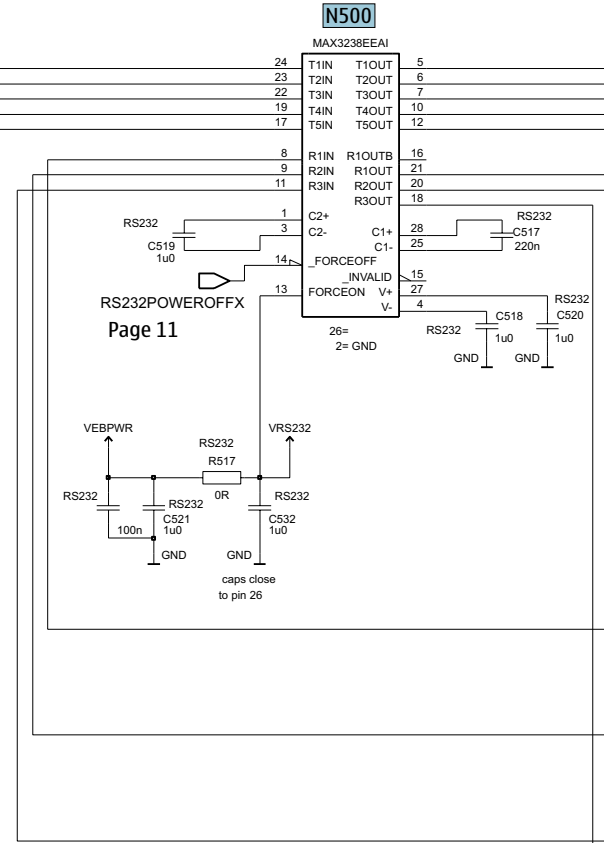 N500
MAX3238EEAI
24 T1IN T1OUT 5
23 T2IN T2OUT 6
22 T3IN T3OUT 7
19 T4IN T4OUT 10
17 T5IN T5OUT 12
8 R1IN R1OUTB 16
9 R2IN R1OUT 21
11 R3IN R2OUT 20
R3OUT 18
1 C2+
3 C2-
RS232
C519
1u0
C1+ 28
C1- 25
RS232
C517
220n
14 _FORCEOFF
_INVALID 15
13 FORCEON V+ 27
V- 4
RS232POWEROFFX
Page 11
RS232
C518
1u0
GND
RS232
C520
1u0
GND
26=
2= GND
VEBPWR
VRS232
RS232
R517
0R
RS232
100n
RS232
C521
1u0
GND
RS232
C532
1u0
GND
caps close
to pin 26